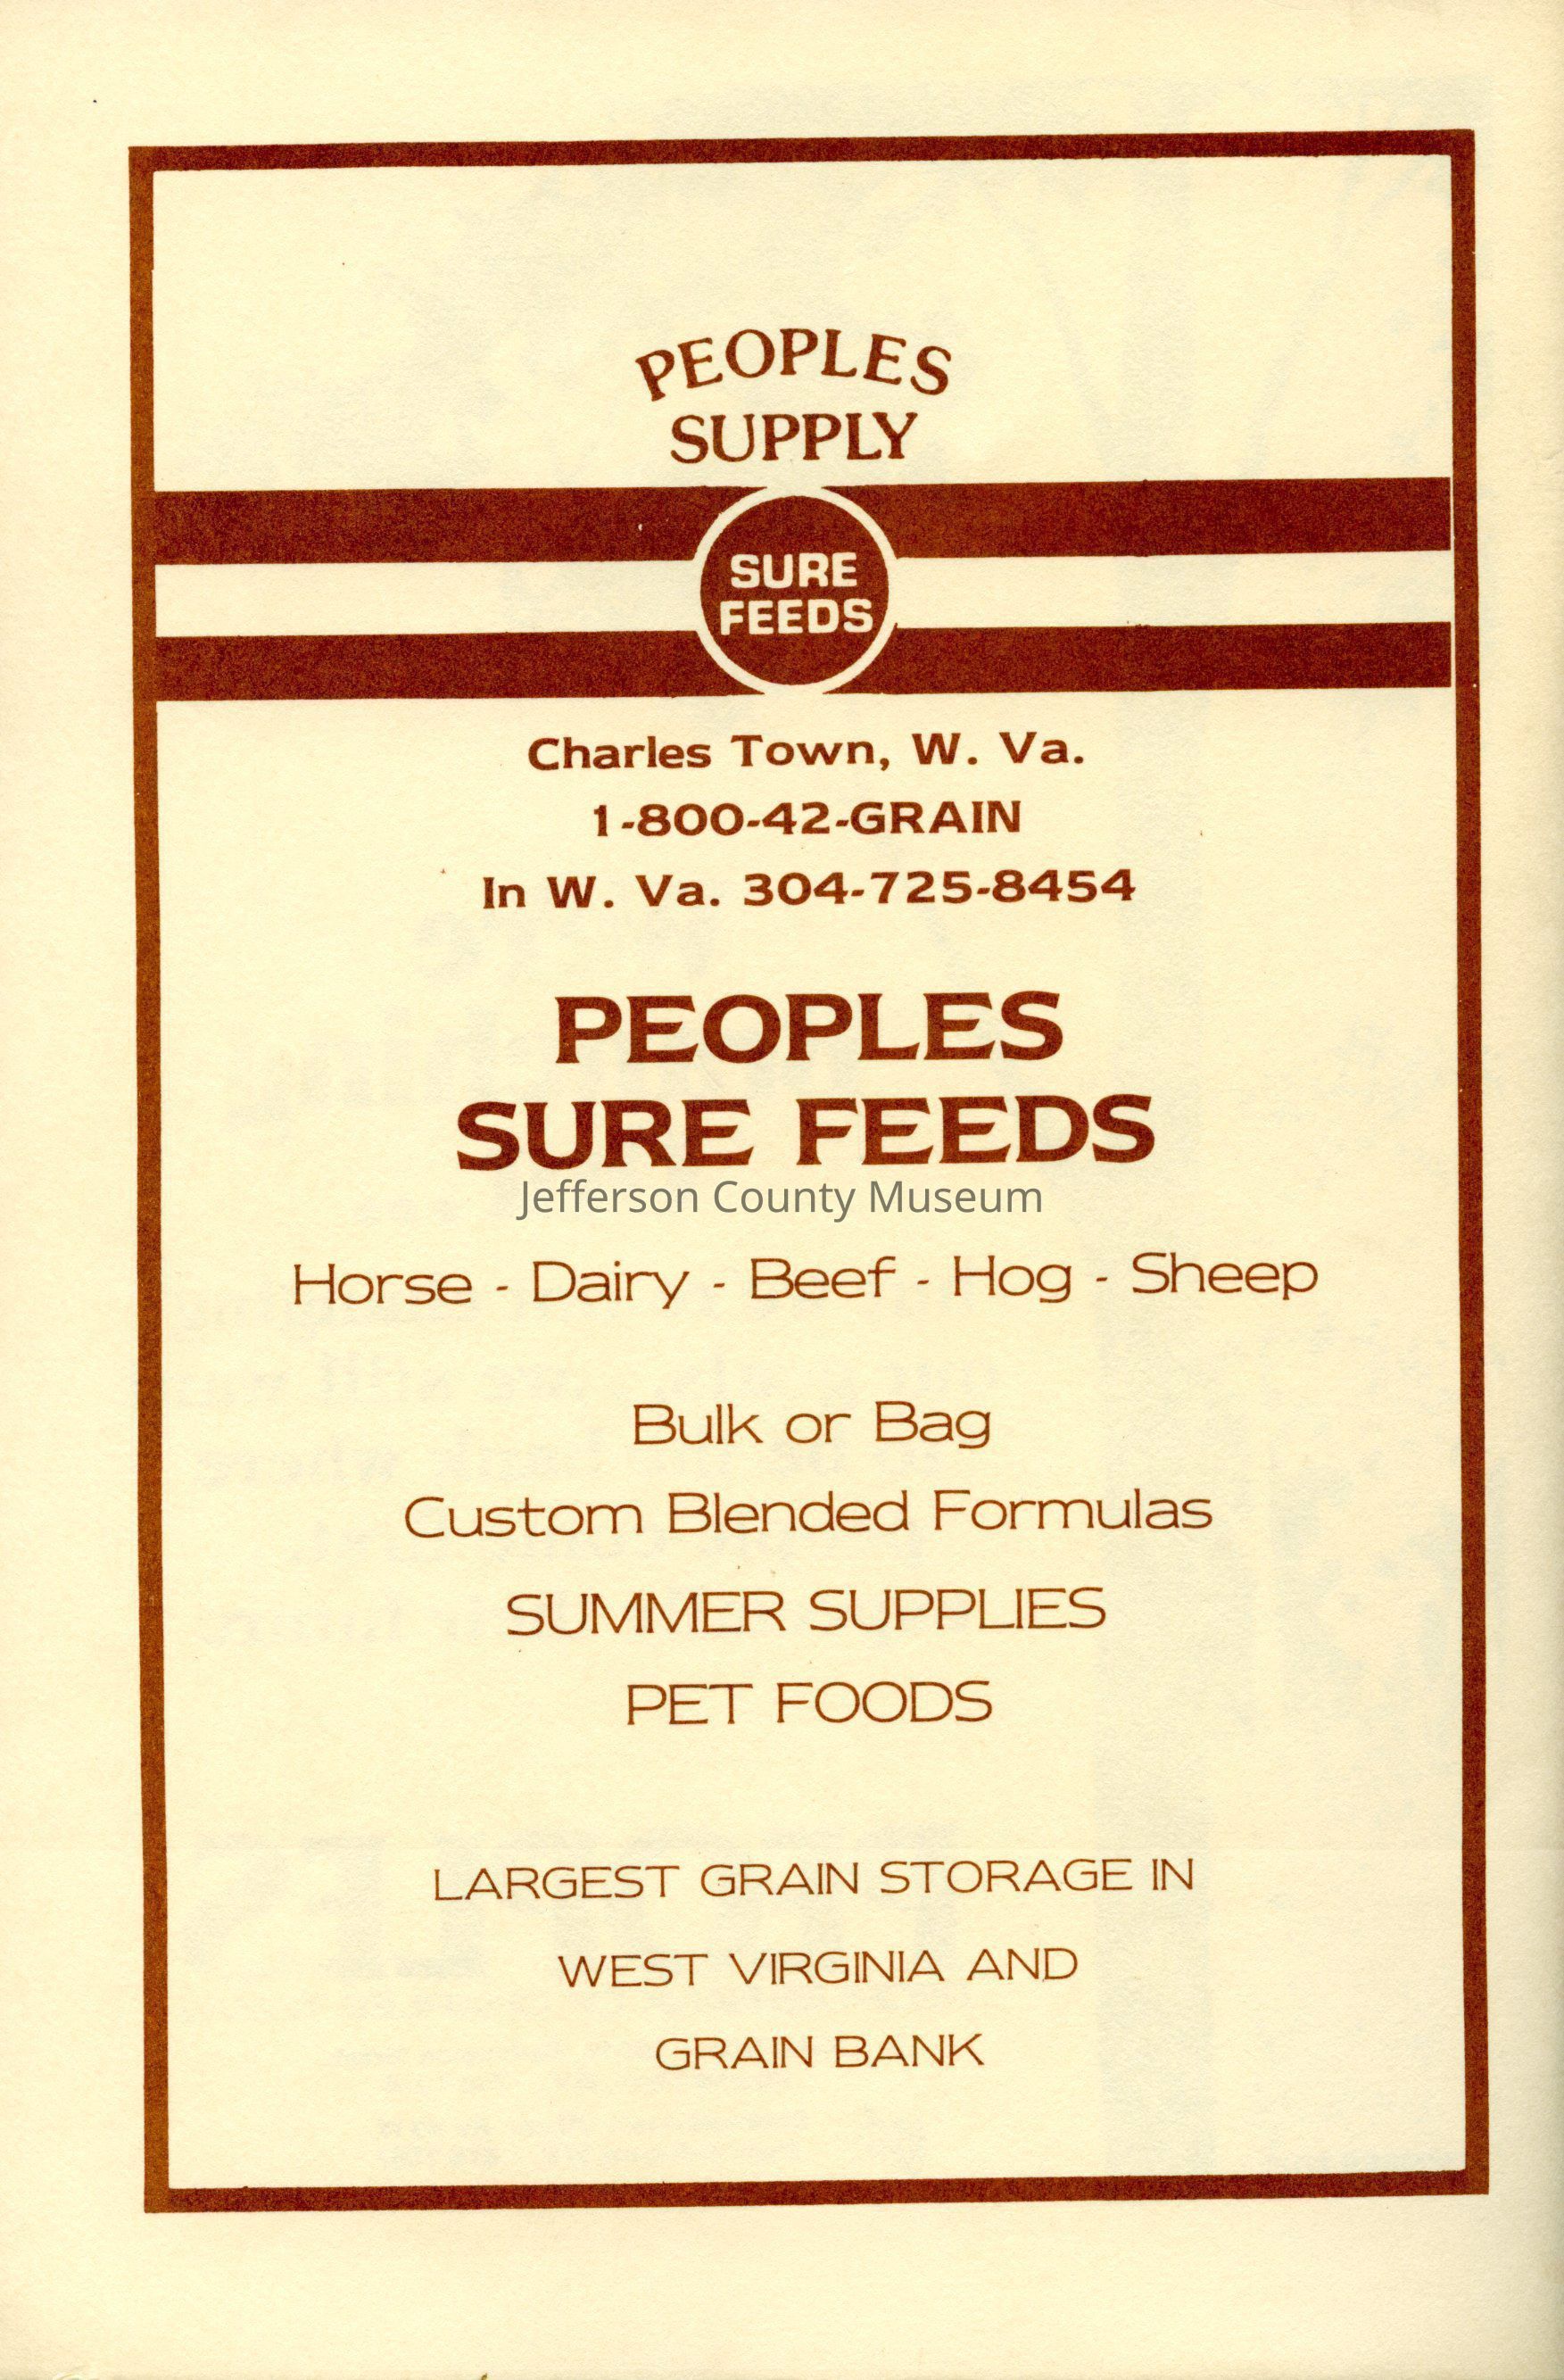 PEOPLES
SUPPLY
SURE
FEEDS
Charles Town, W. Va.
1-800-42-GRAIN
In W. Va. 304-725-8454
PEOPLES
SURE FEEDS
Jefferson County Museum
Horse - Dairy - Beef - Hog - Sheep
Bulk or Bag
Custom Blended Formulas
SUMMER SUPPLIES
PET FOODS
LARGEST GRAIN STORAGE IN
WEST VIRGINIA AND
GRAIN BANK